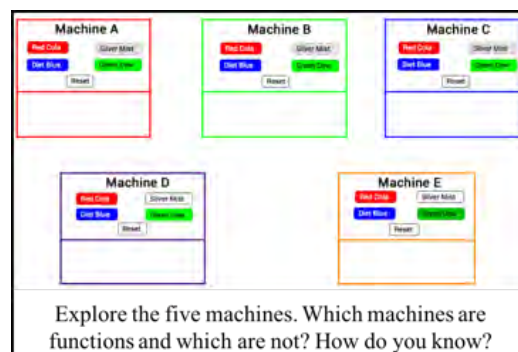 Machine A Machine B Machine C
Red Cola Silver Mist Red Cola Silver Mist Red Cola Silver Mist
Diet Blue Green Dew Diet Blue Green Dew Diet Blue Green Dew
Reset Reset Reset
Machine D Machine E
Red Cola Silver Mist Red Cola Silver Mist
Diet Blue Green Dew Diet Blue Green Dew
Reset Reset
Explore the five machines. Which machines are
functions and which are not? How do you know?